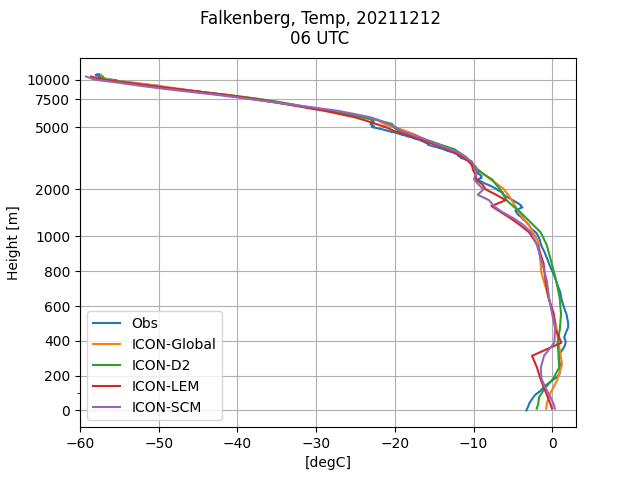 Falkenberg, Temp, 20211212
06 UTC
10000
7500
5000
2000
1000
800
600
400
200
0
Height [m]
Obs
ICON-Global
ICON-D2
ICON-LEM
ICON-SCM
−60 −50 −40 −30 −20 −10 0
[degC]